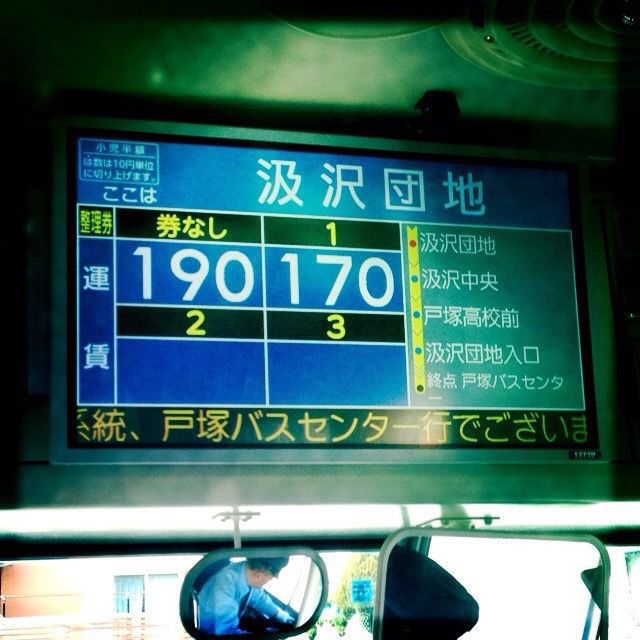 小児半額
は数は10円単位
に切り上げます。
ここは
汲沢団地
整理券 券なし 1
運賃 190 170
2 3
汲沢団地
汲沢中央
戸塚高校前
汲沢団地入口
終点 戸塚バスセンタ
ー
系統、戸塚バスセンター行でございま